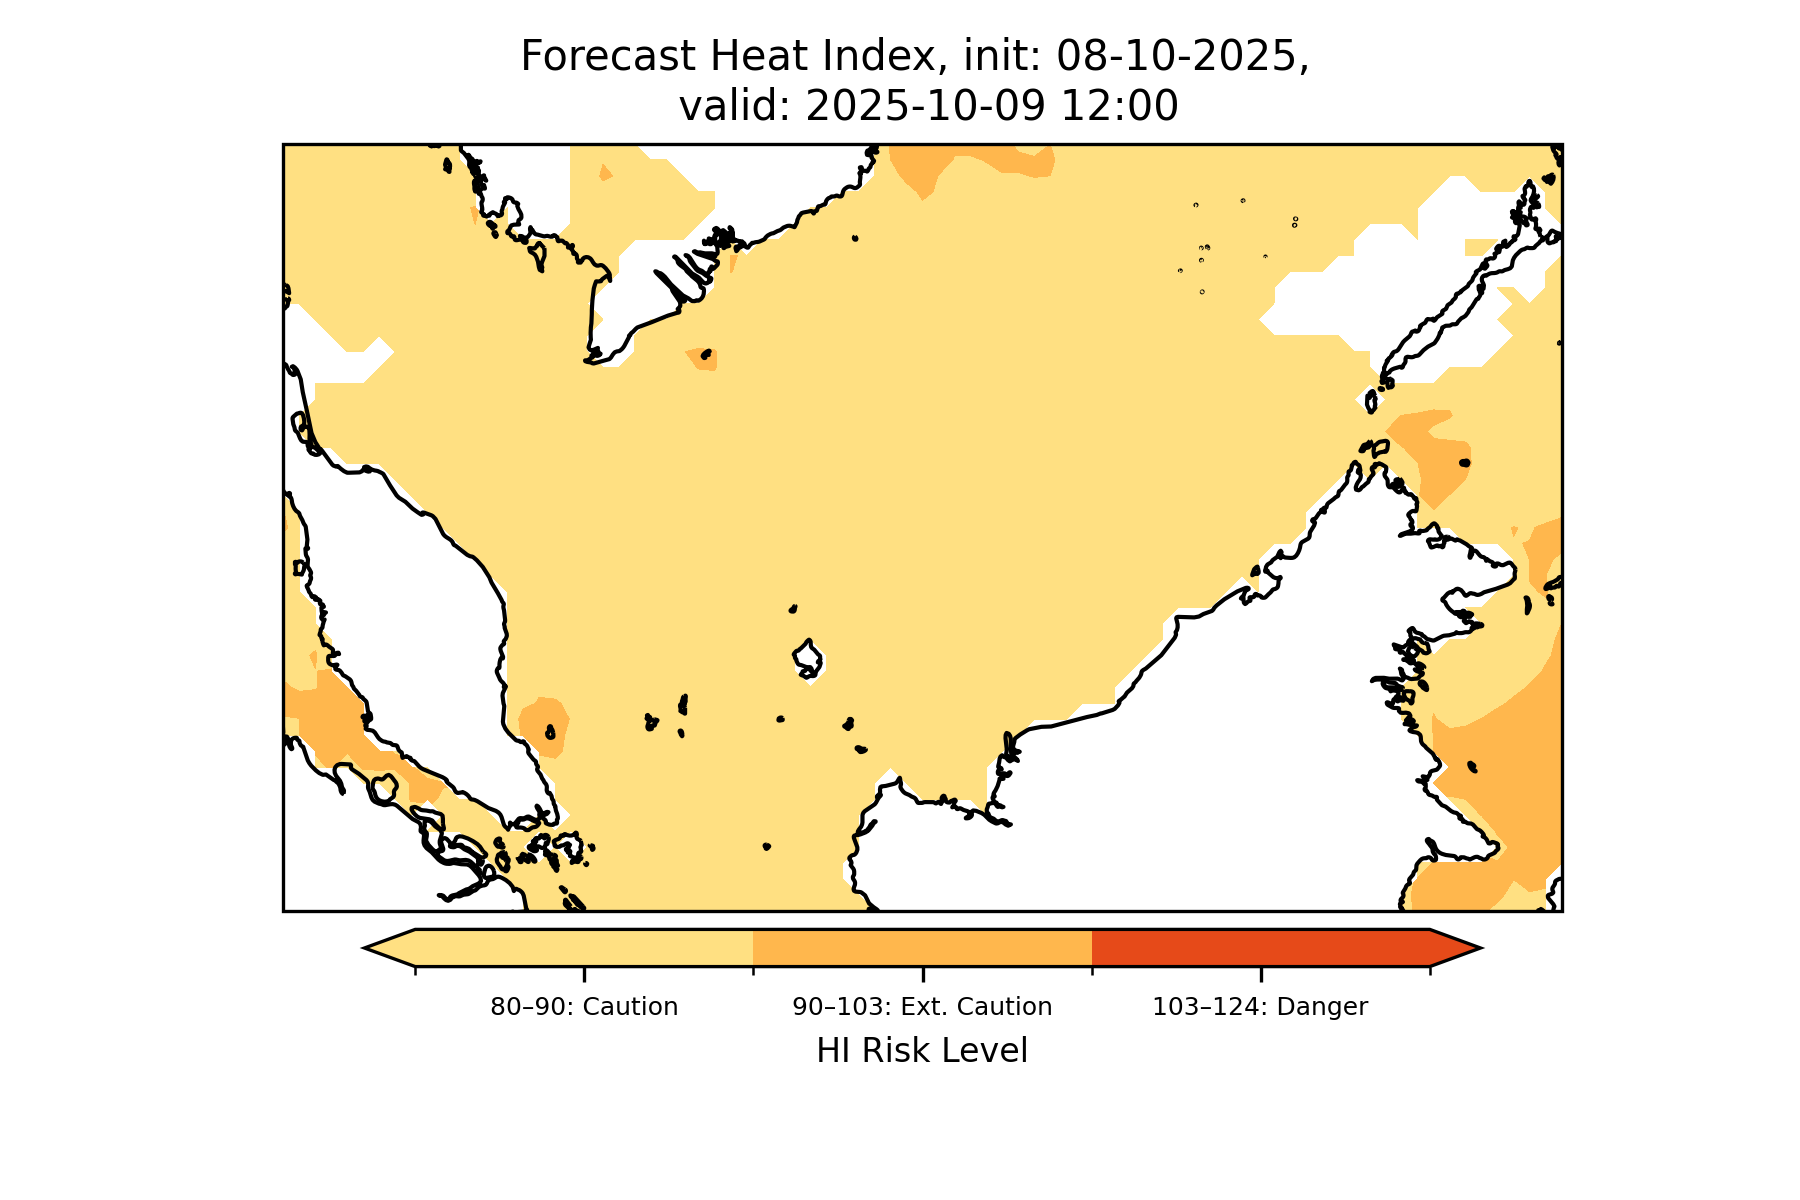 Forecast Heat Index, init: 08-10-2025,
valid: 2025-10-09 12:00
80–90: Caution
90–103: Ext. Caution
103–124: Danger
HI Risk Level